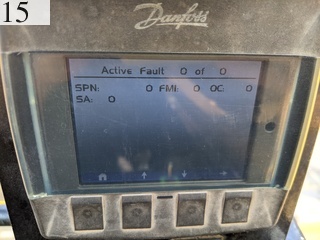 15
Danfoss
Active Fault 0 of 0
SPN: 0 FMI: 0 OC: 0
SA: 0